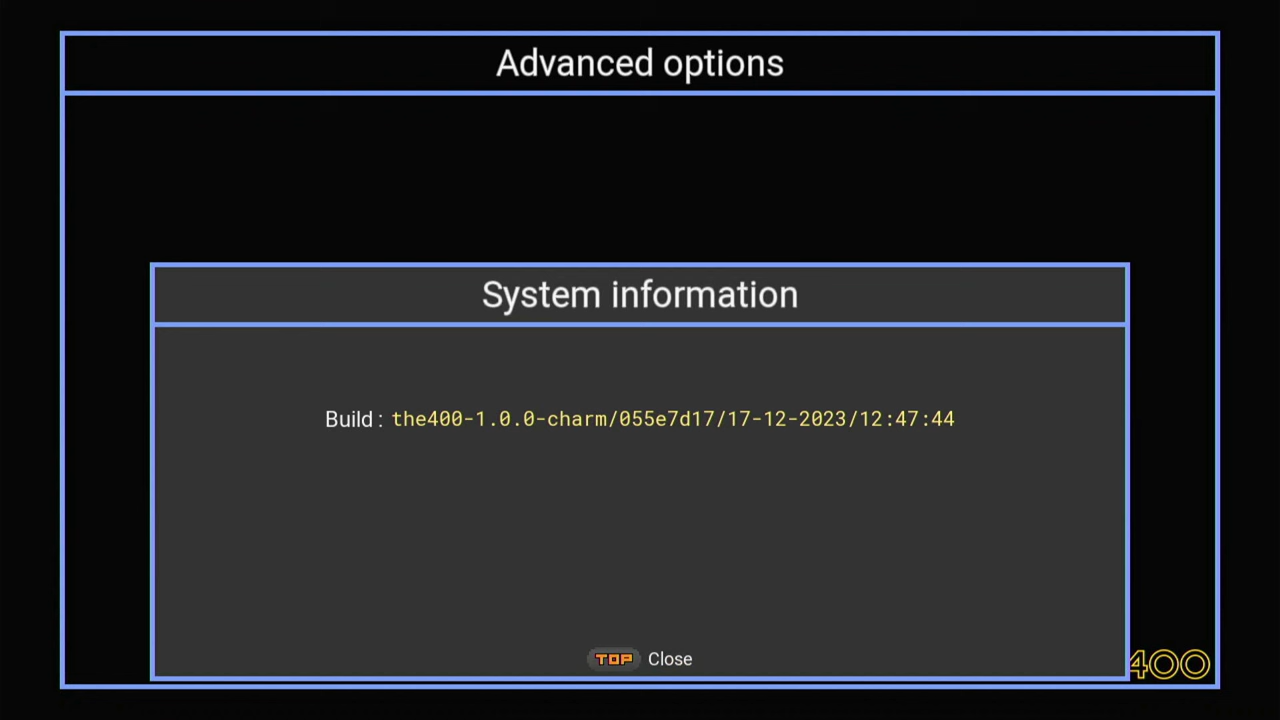 Advanced options
System information
Build : the400-1.0.0-charm/055e7d17/17-12-2023/12:47:44
TOP Close
400